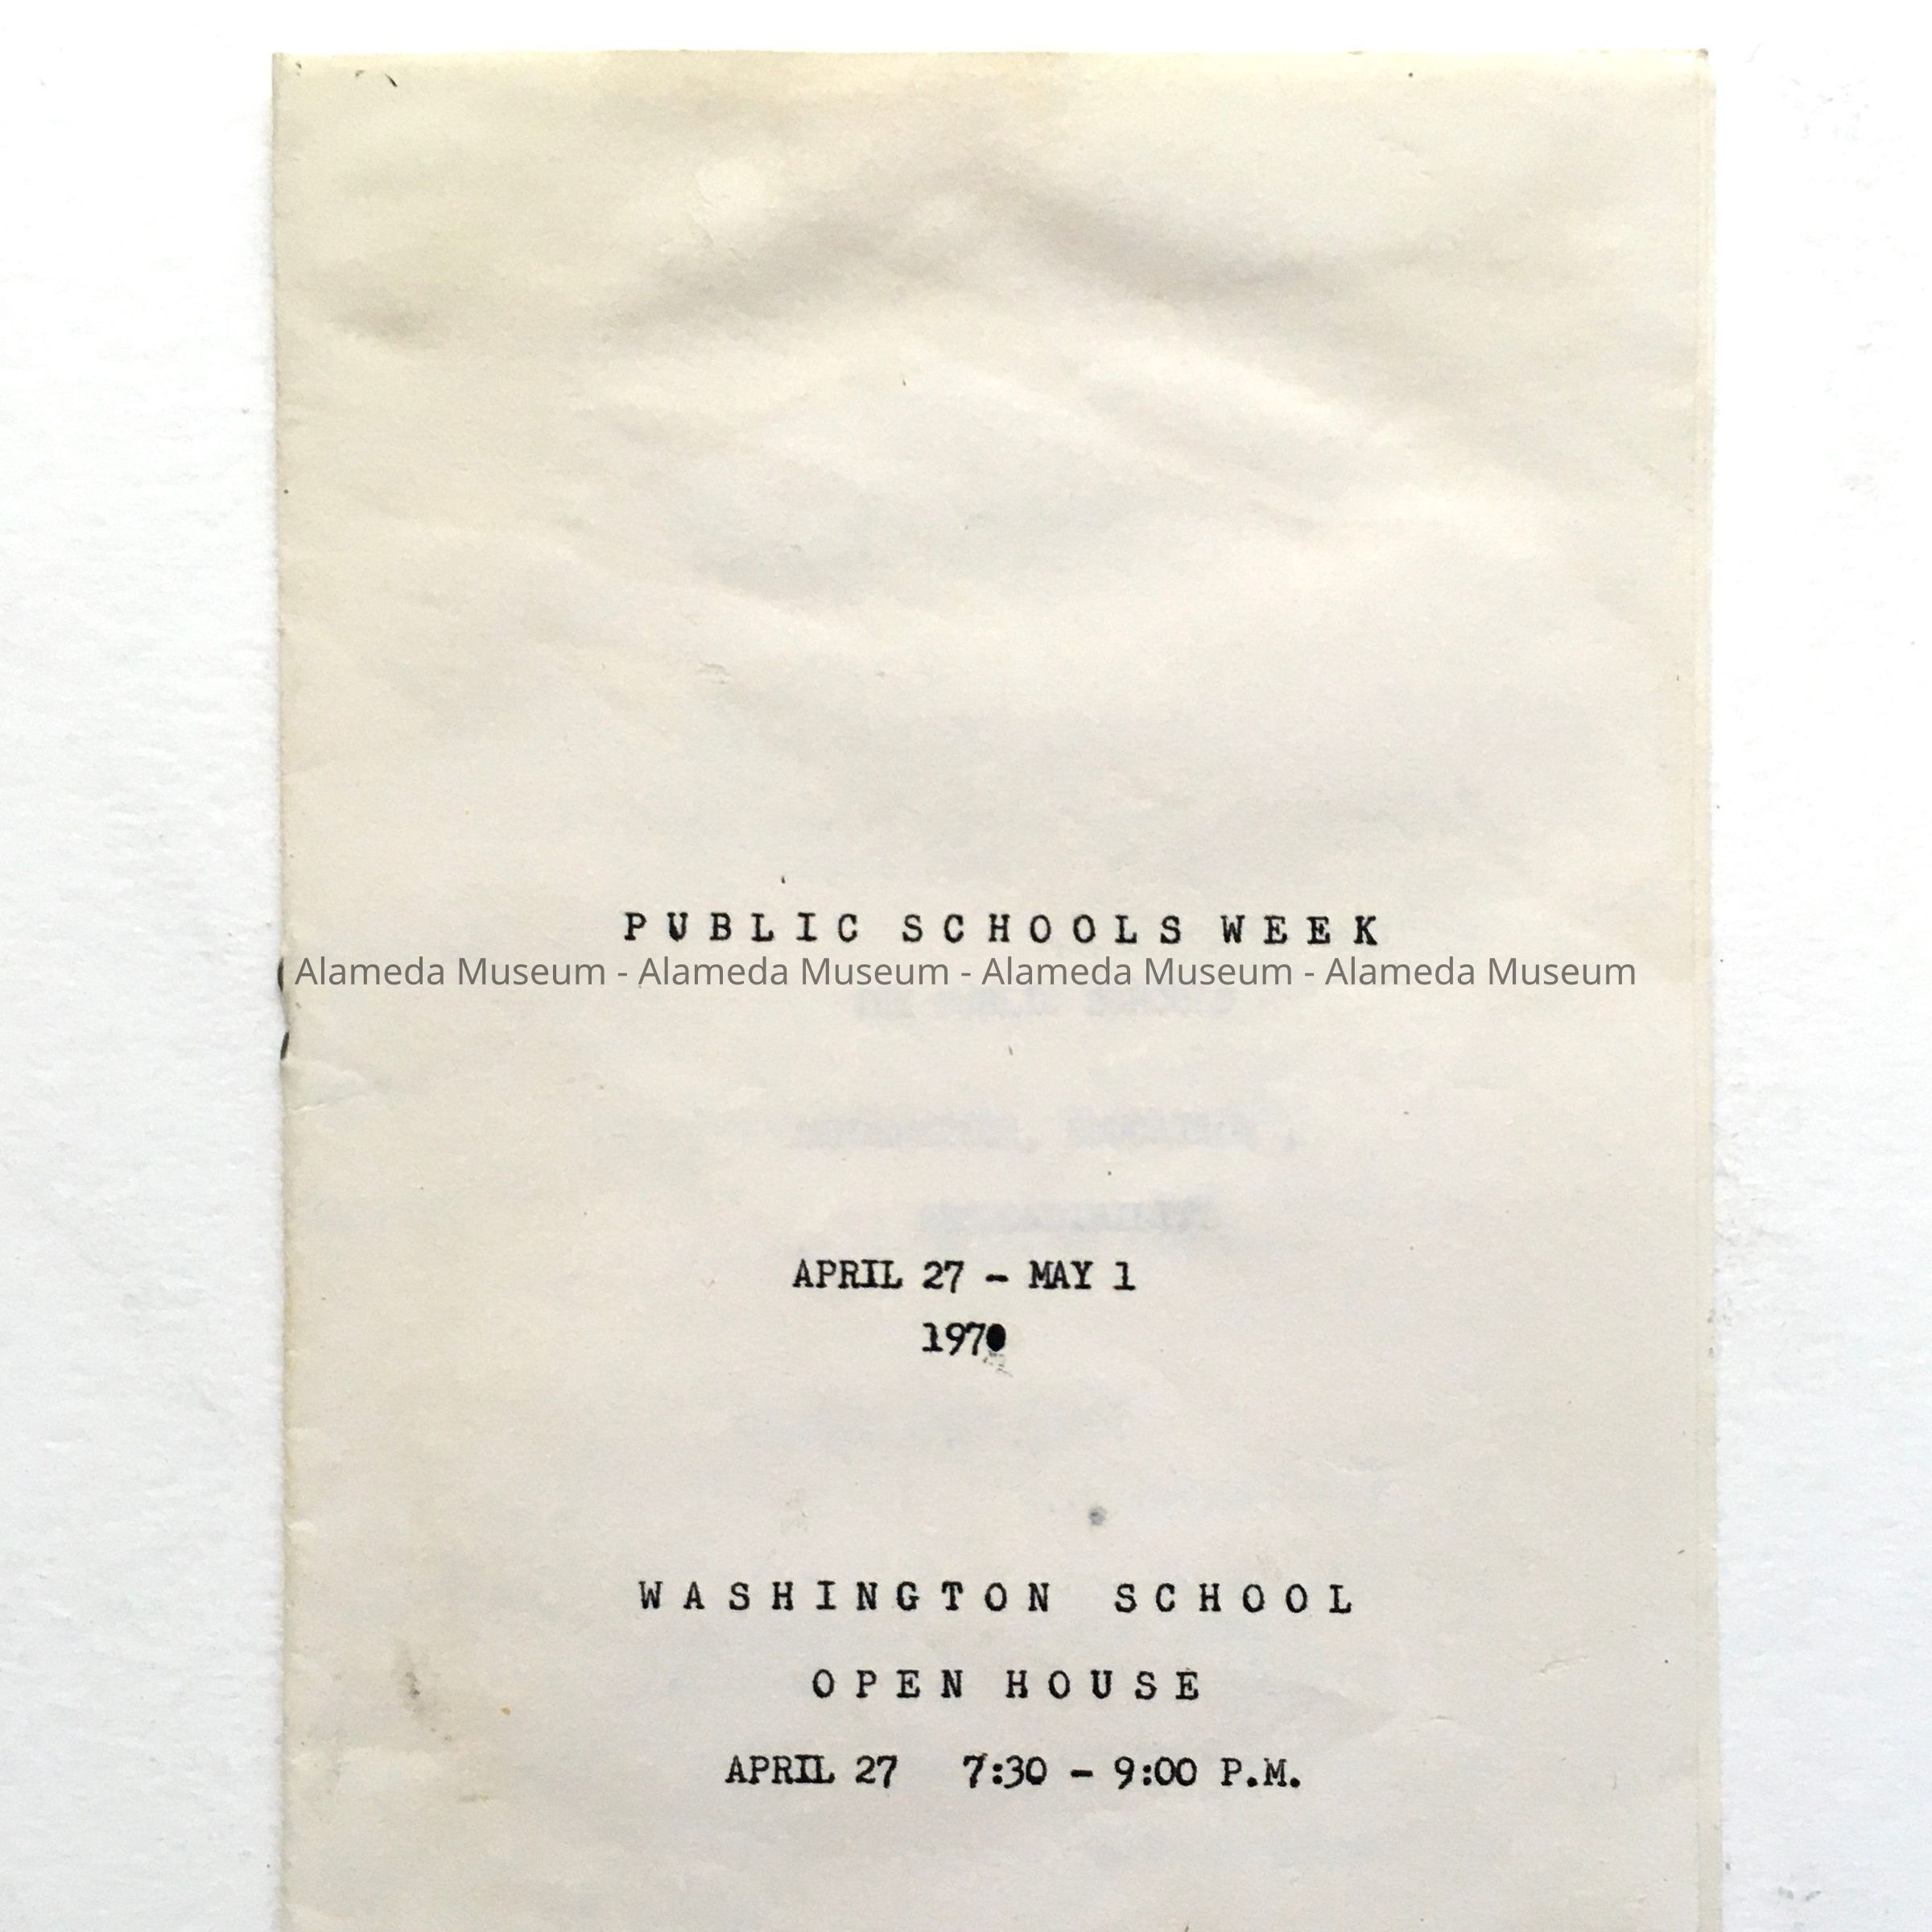 PUBLIC SCHOOLS WEEK
Alameda Museum - Alameda Museum - Alameda Museum - Alameda Museum
APRIL 27 - MAY 1
1970
WASHINGTON SCHOOL
OPEN HOUSE
APRIL 27 7:30 - 9:00 P.M.